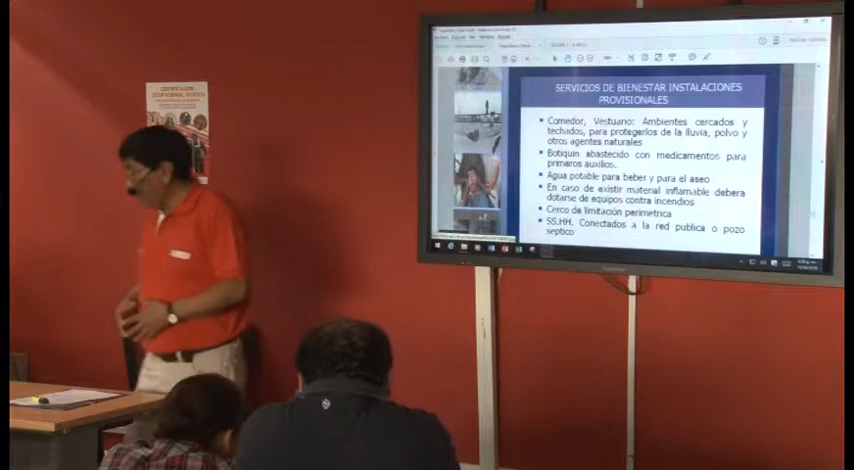 CERTIFICACIÓN
SERVICIOS DE BIENESTAR INSTALACIONES
PROVISIONALES
Comedor, Vestuario: Ambientes cercados y
techados, para protegerlos de la lluvia, polvo y
otros agentes naturales
Botiquin abastecido con medicamentos para
primeros auxilios.
Agua potable para beber y para el aseo
En caso de existir material inflamable debera
dotarse de equipos contra incendios
Cerco de limitación perimetrica
SS.HH. Conectados a la red publica o pozo
septico